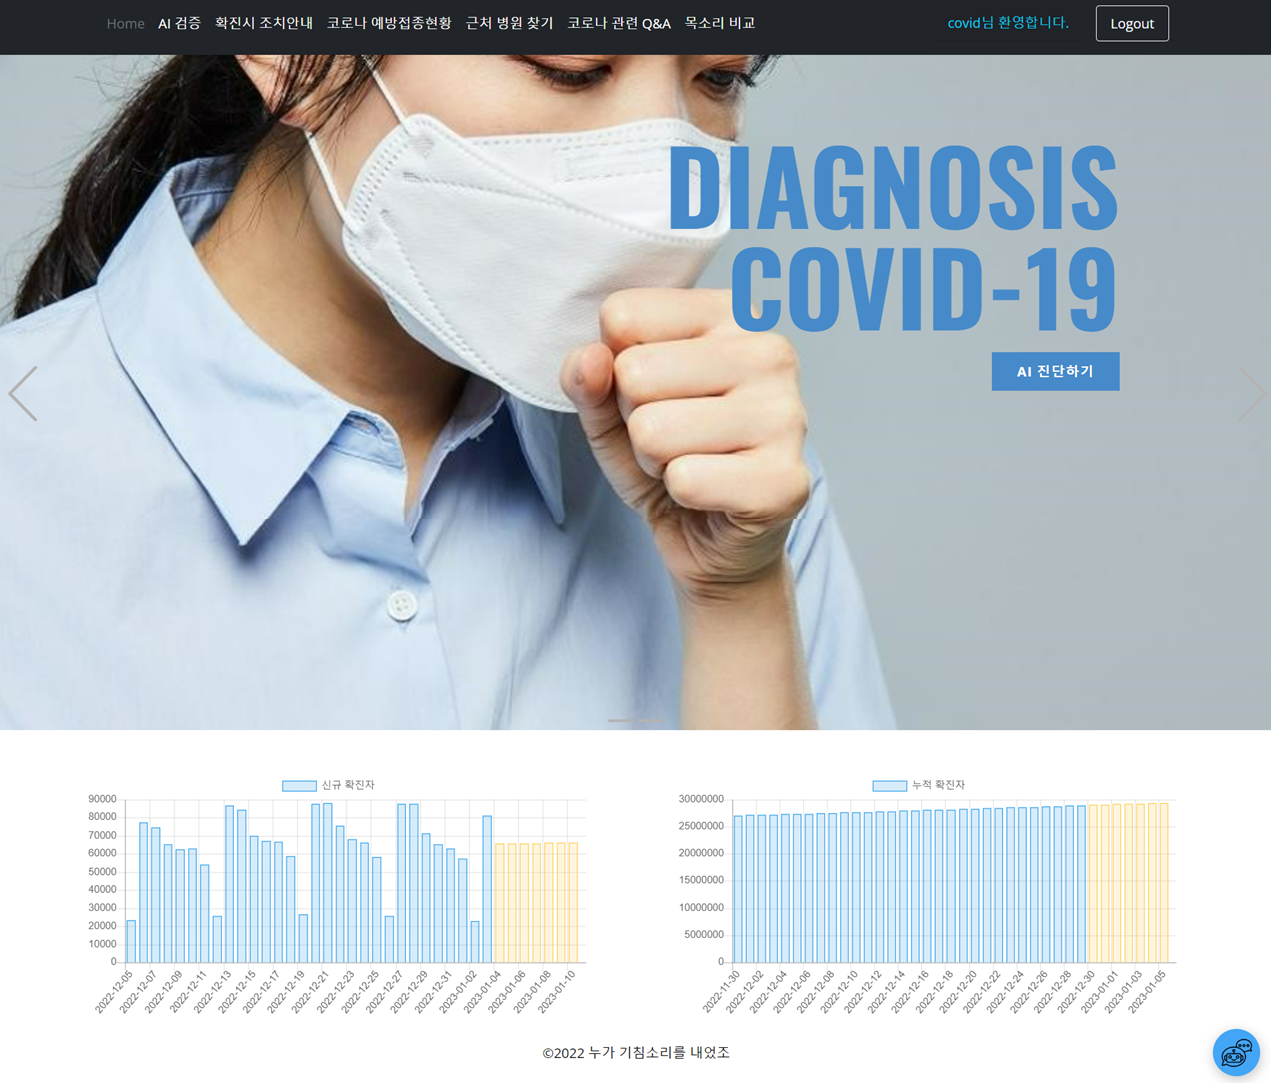 Home AI 검증 확진시 조치안내 코로나 예방접종현황 근처 병원 찾기 코로나 관련 Q&A 목소리 비교 covid님 환영합니다. Logout
DIAGNOSIS
COVID-19
AI 진단하기
신규 확진자
90000
80000
70000
60000
50000
40000
30000
20000
10000
0
2022-12-05 2022-12-07 2022-12-09 2022-12-11 2022-12-13 2022-12-15 2022-12-17 2022-12-19 2022-12-21 2022-12-23 2022-12-25 2022-12-27 2022-12-29 2022-12-31 2023-01-02 2023-01-04 2023-01-06 2023-01-08 2023-01-10
누적 확진자
30000000
25000000
20000000
15000000
10000000
5000000
0
2022-11-30 2022-12-02 2022-12-04 2022-12-06 2022-12-08 2022-12-10 2022-12-12 2022-12-14 2022-12-16 2022-12-18 2022-12-20 2022-12-22 2022-12-24 2022-12-26 2022-12-28 2022-12-30 2023-01-01 2023-01-03 2023-01-05
©2022 누가 기침소리를 내었조